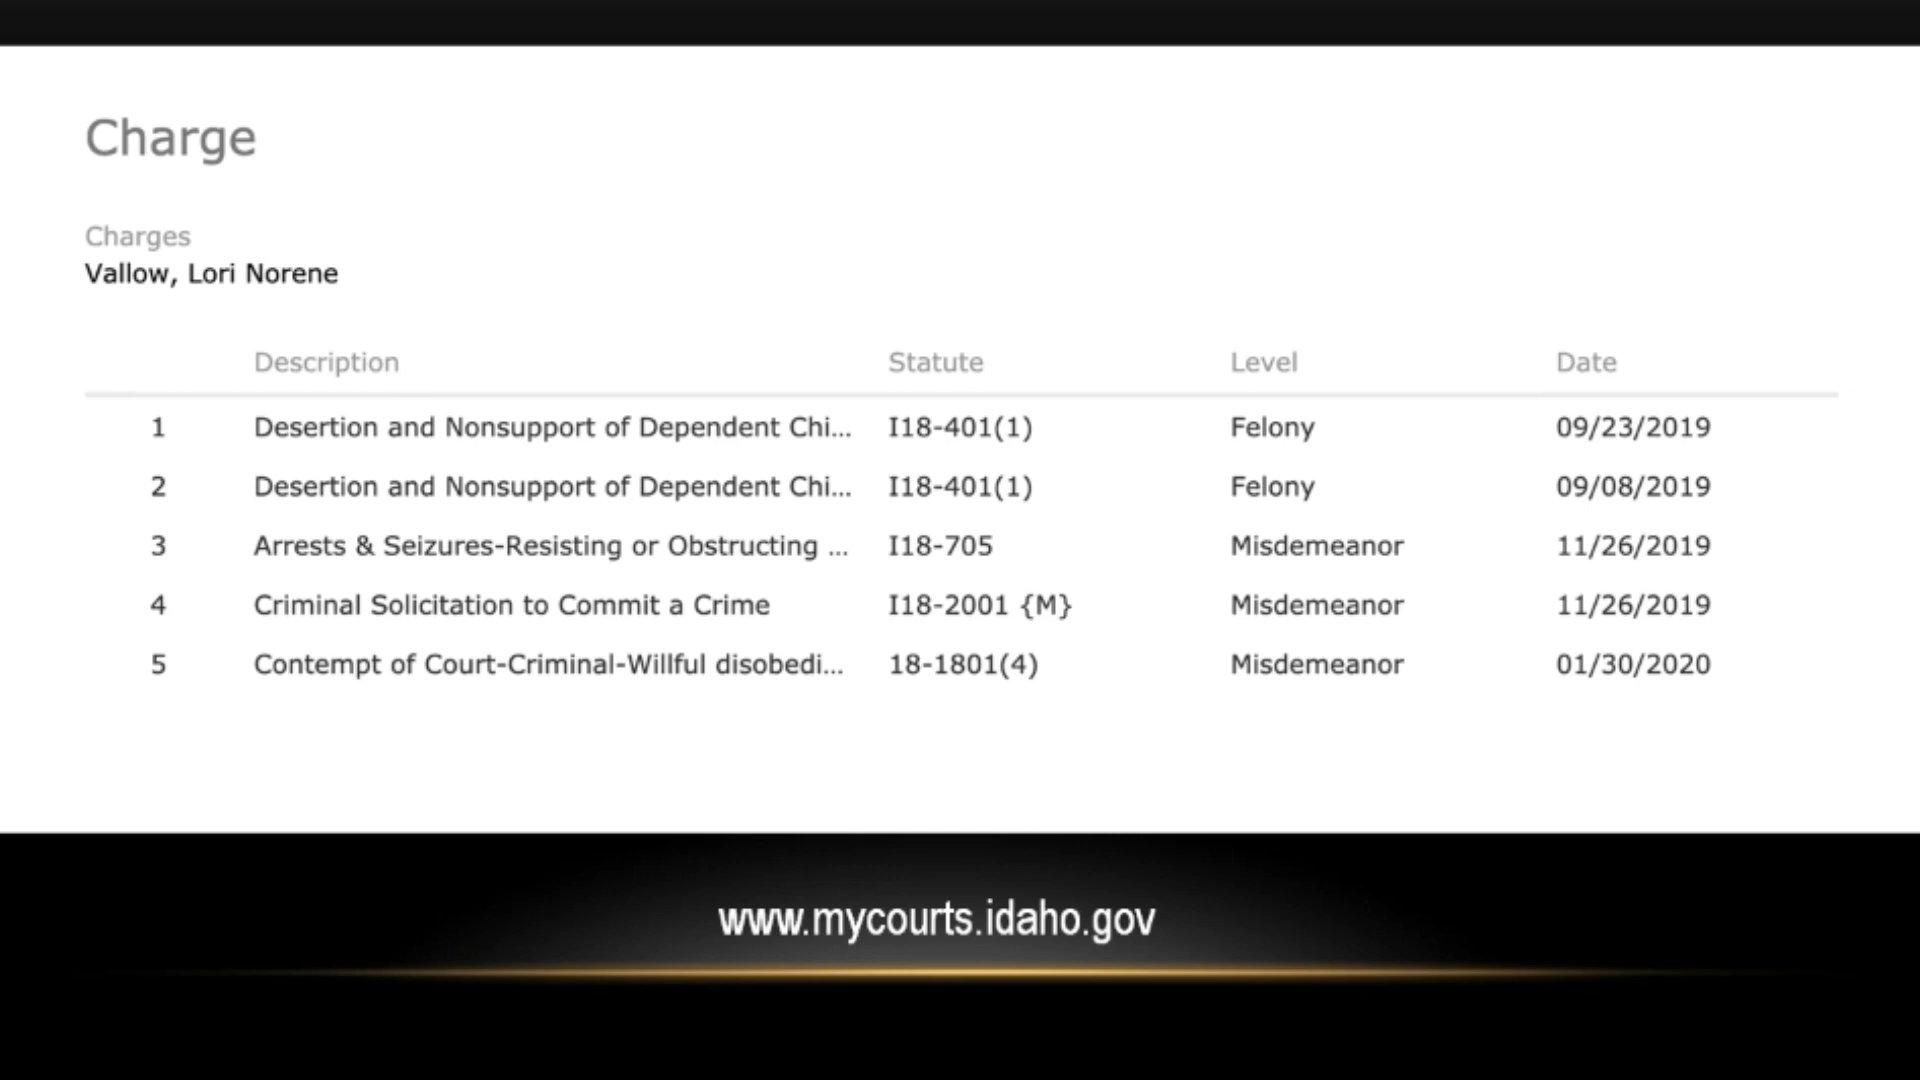 Charge
Charges
Vallow, Lori Norene
Description Statute Level Date
1 Desertion and Nonsupport of Dependent Chi... I18-401(1) Felony 09/23/2019
2 Desertion and Nonsupport of Dependent Chi... I18-401(1) Felony 09/08/2019
3 Arrests & Seizures-Resisting or Obstructing ... I18-705 Misdemeanor 11/26/2019
4 Criminal Solicitation to Commit a Crime I18-2001 {M} Misdemeanor 11/26/2019
5 Contempt of Court-Criminal-Willful disobedi... 18-1801(4) Misdemeanor 01/30/2020
www.mycourts.idaho.gov